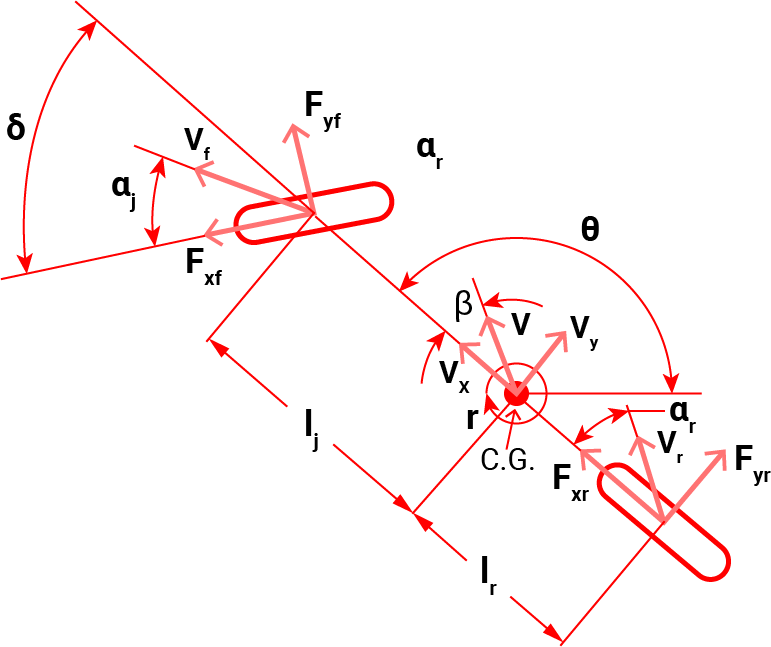 δ
F_yf
V_f
α_r
α_j
F_xf
θ
β
V
V_y
V_x
r
α_r
l_j
C.G.
V_r
F_yr
F_xr
l_r